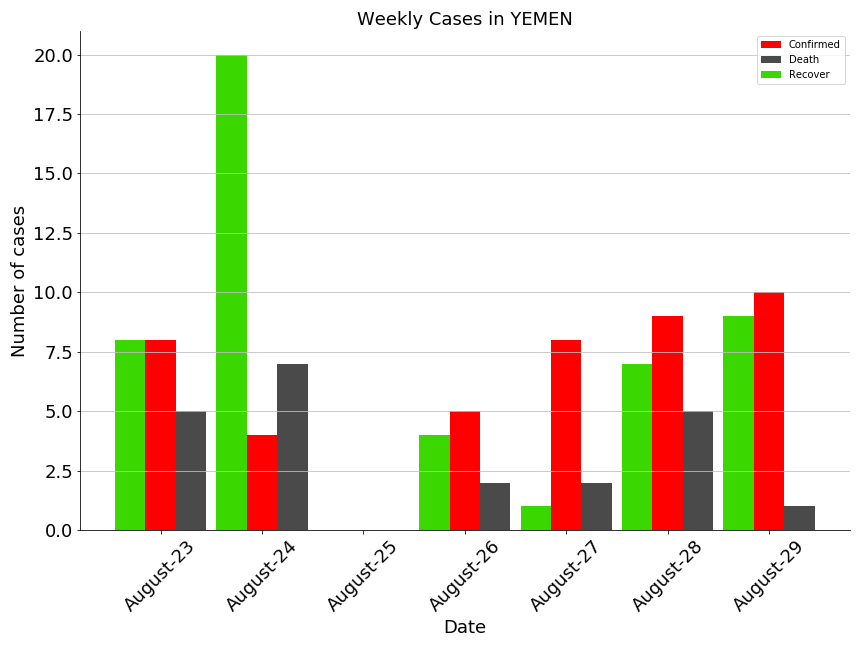 Weekly Cases in YEMEN
Confirmed
Death
Recover
Number of cases
20.0
17.5
15.0
12.5
10.0
7.5
5.0
2.5
0.0
August-23
August-24
August-25
August-26
August-27
August-28
August-29
Date